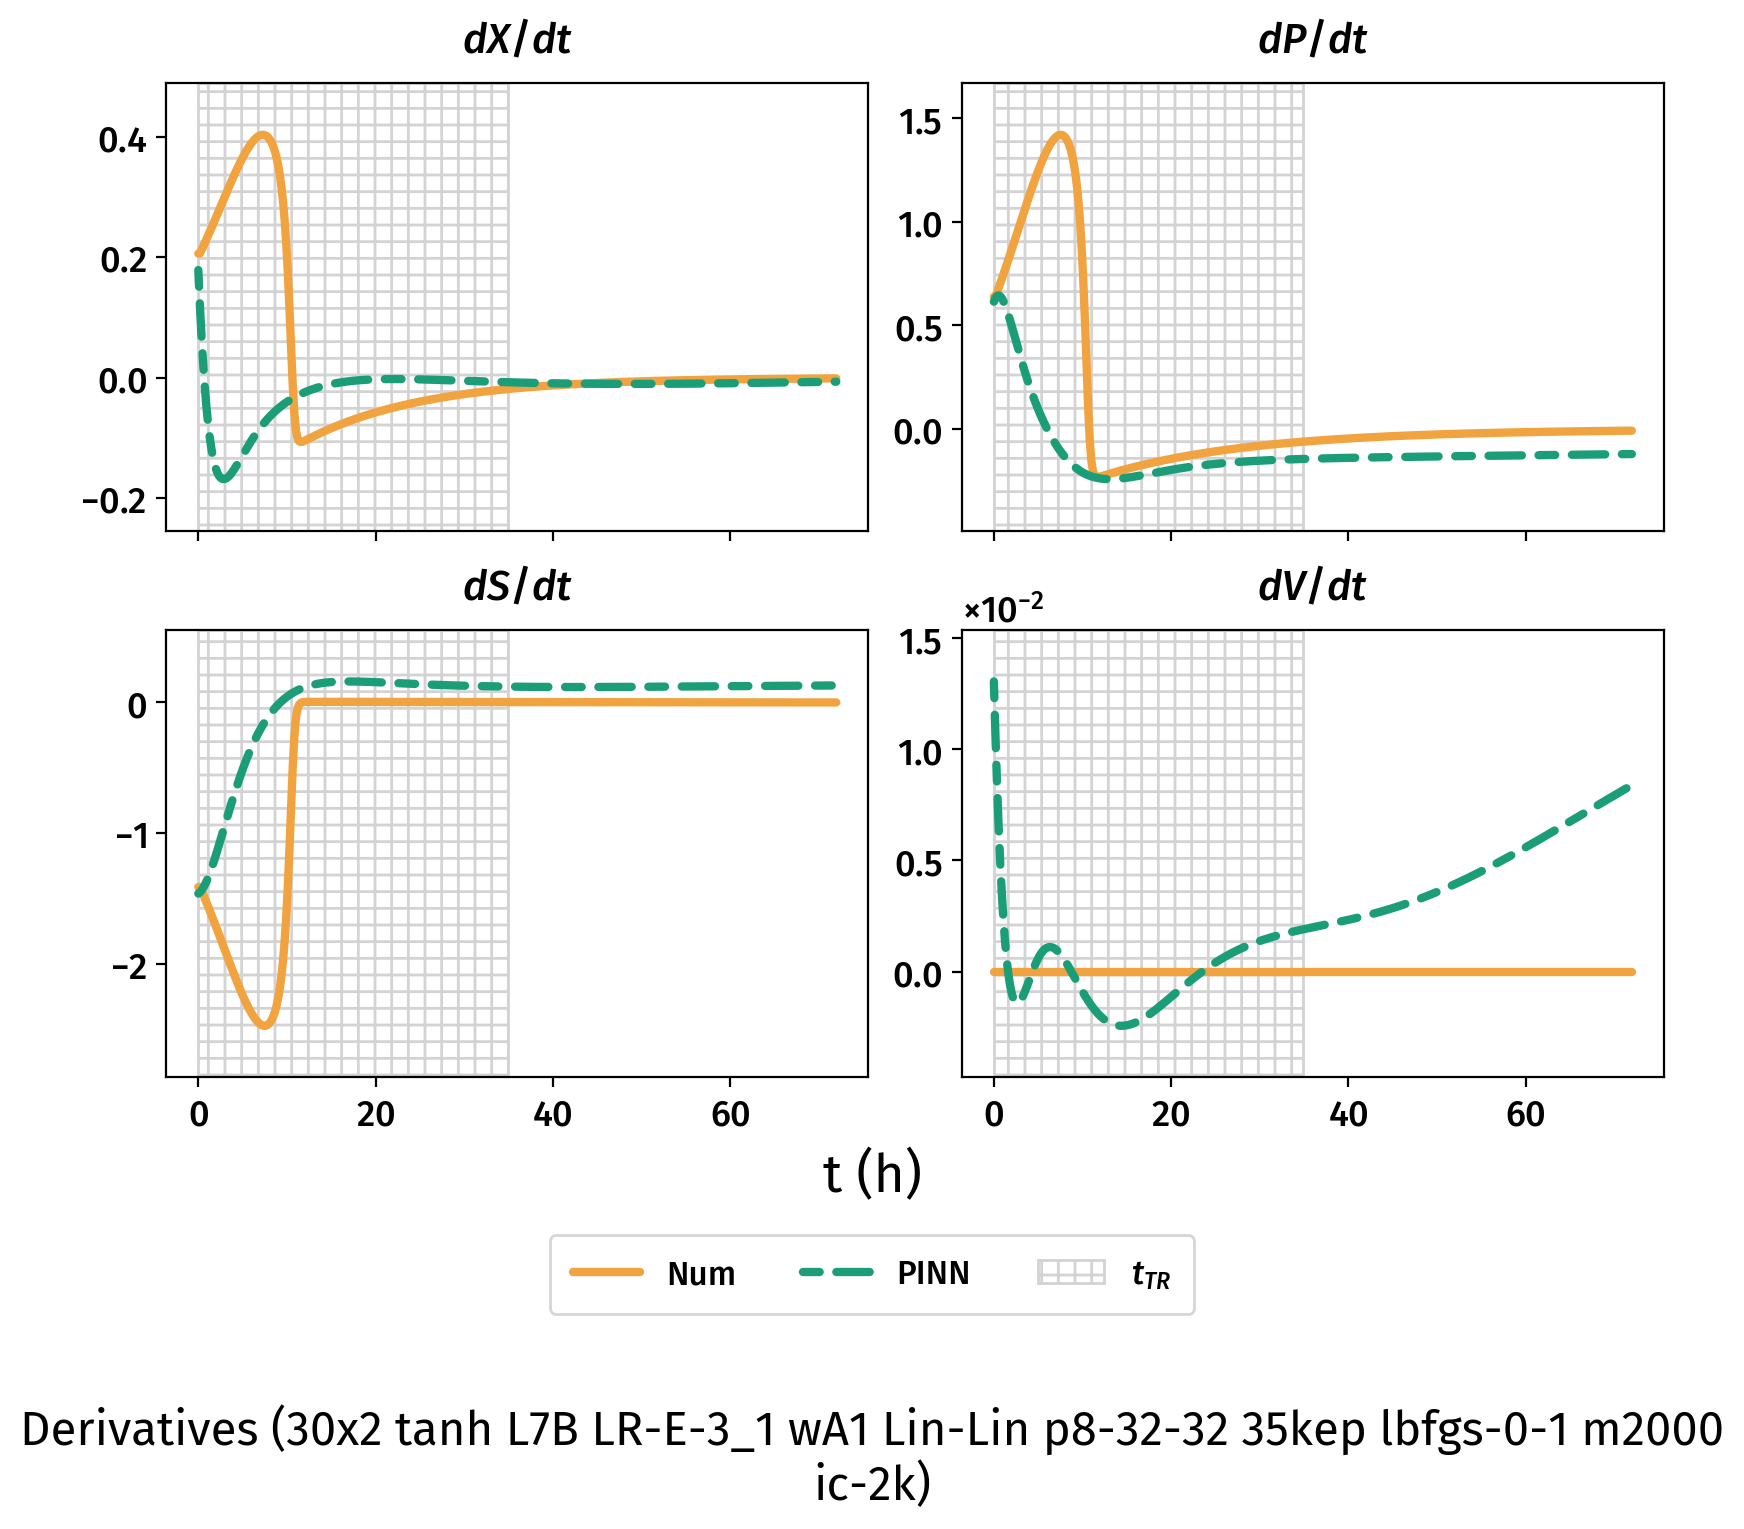 dX/dt
dP/dt
0.4
0.2
0.0
−0.2
1.5
1.0
0.5
0.0
dS/dt
dV/dt
×10⁻²
0
−1
−2
1.5
1.0
0.5
0.0
0 20 40 60
0 20 40 60
t (h)
Num PINN t_TR
Derivatives (30x2 tanh L7B LR-E-3_1 wA1 Lin-Lin p8-32-32 35kep lbfgs-0-1 m2000
ic-2k)